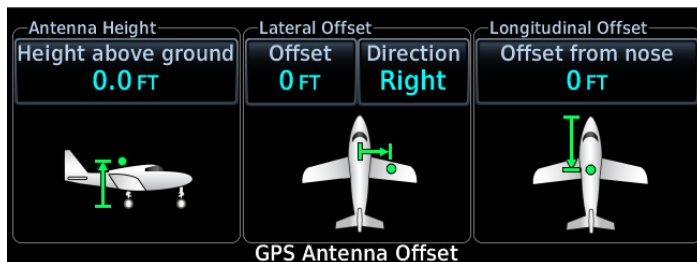 Antenna Height
Height above ground
0.0 FT
Lateral Offset
Offset
0 FT
Direction
Right
Longitudinal Offset
Offset from nose
0 FT
GPS Antenna Offset